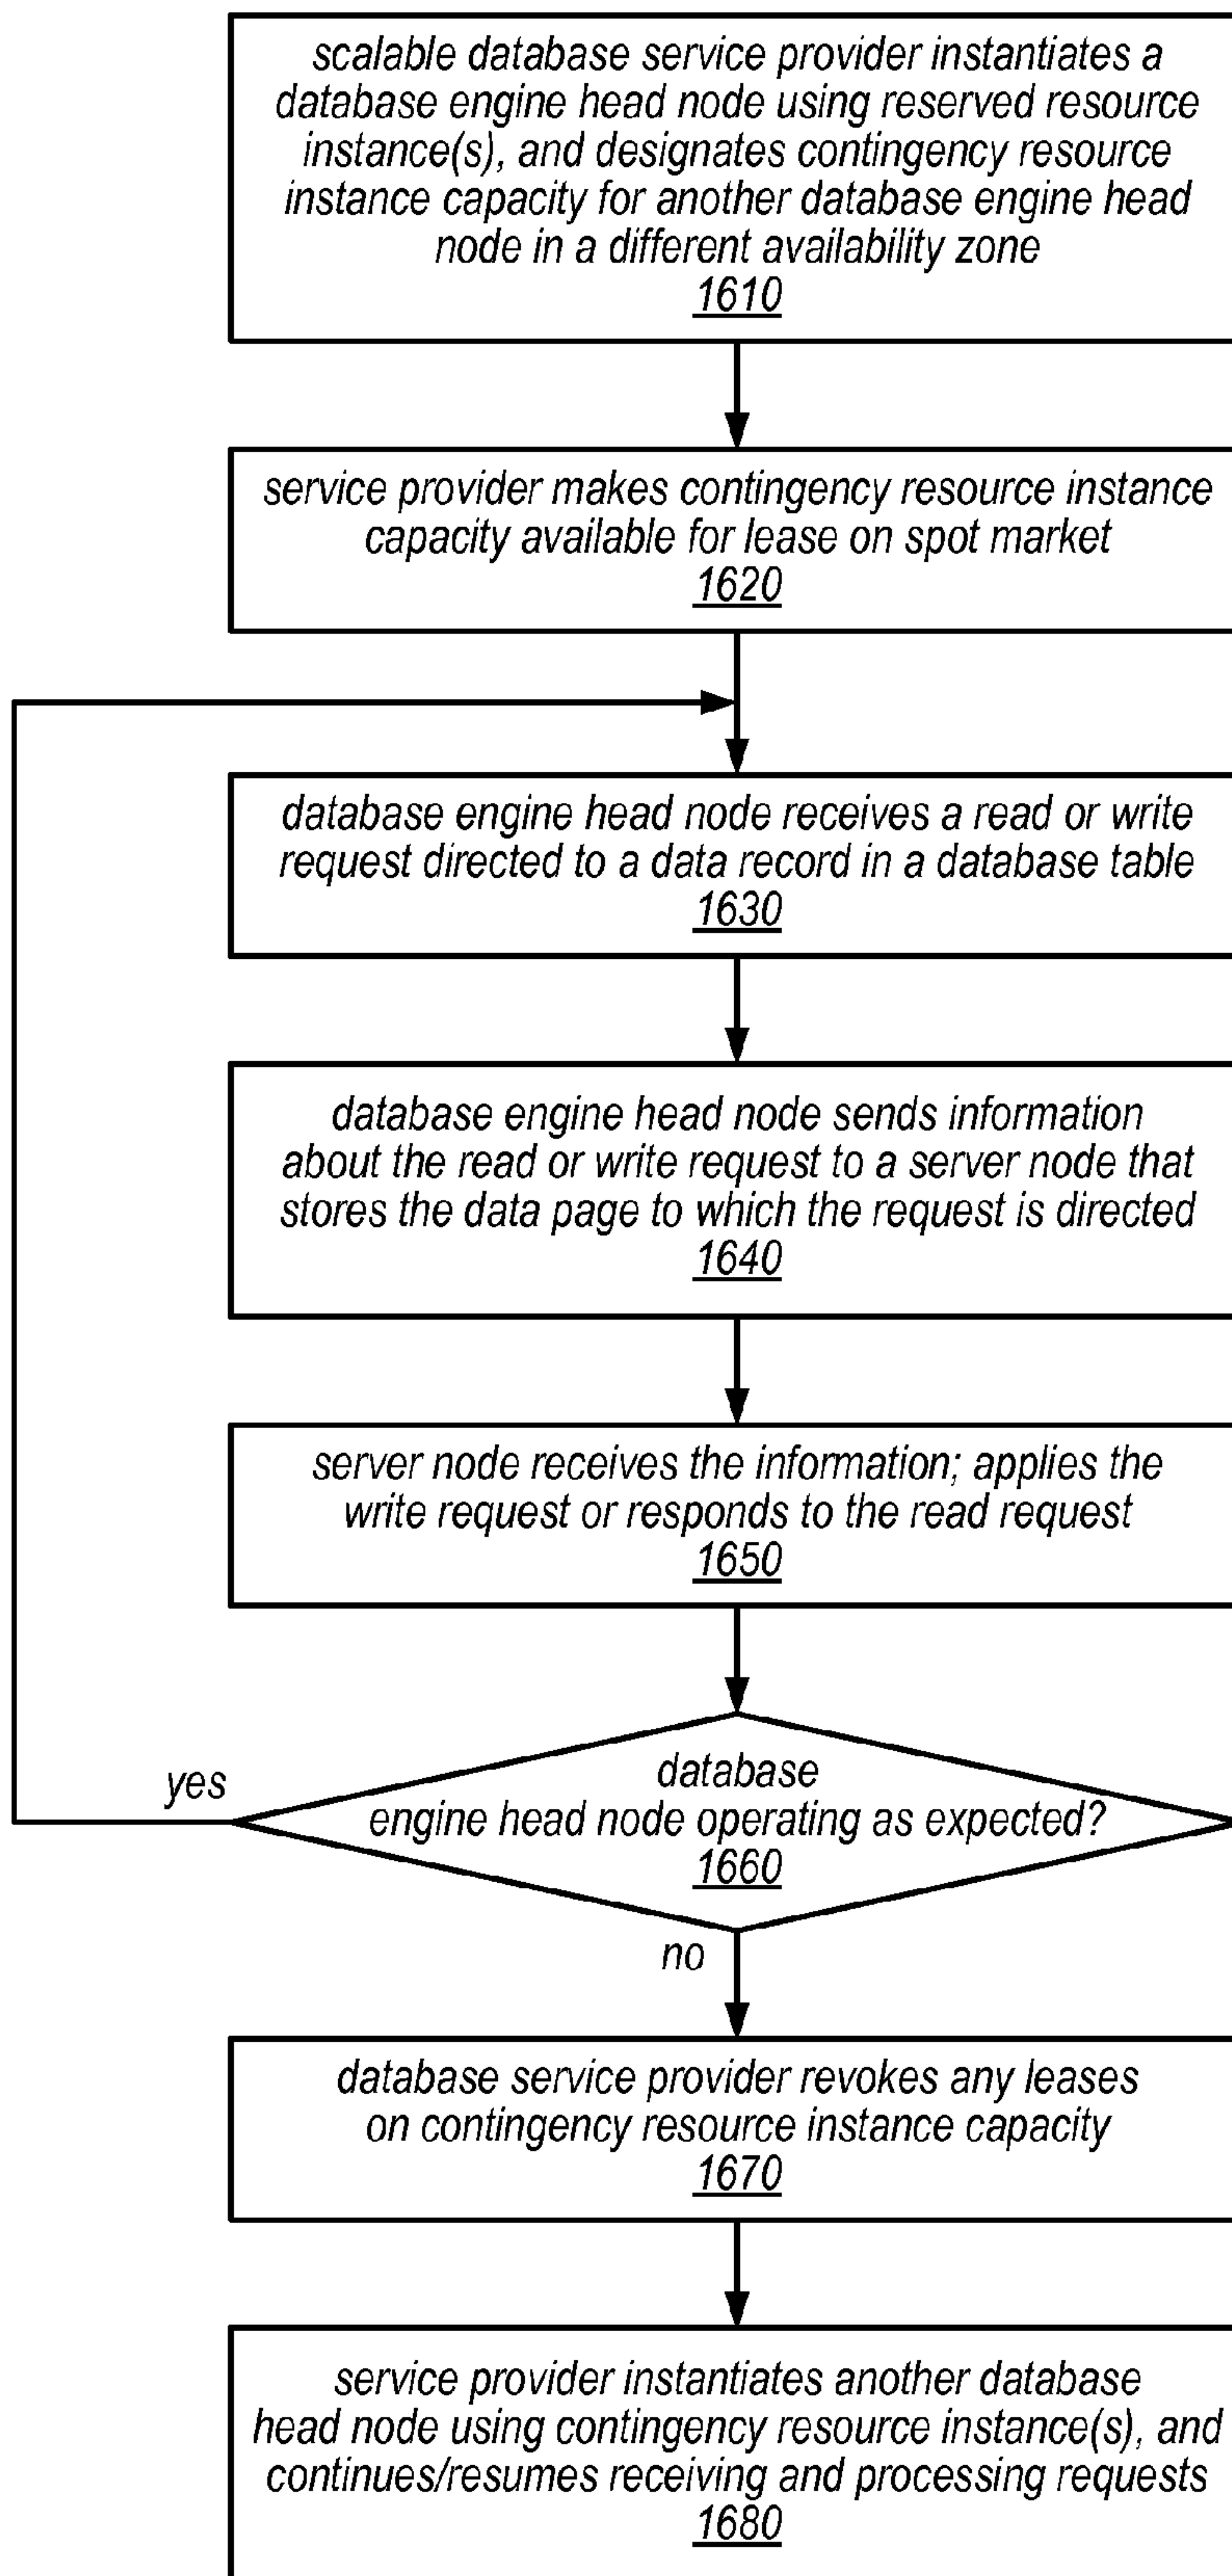 scalable database service provider instantiates a
database engine head node using reserved resource
instance(s), and designates contingency resource
instance capacity for another database engine head
node in a different availability zone
1610
service provider makes contingency resource instance
capacity available for lease on spot market
1620
database engine head node receives a read or write
request directed to a data record in a database table
1630
database engine head node sends information
about the read or write request to a server node that
stores the data page to which the request is directed
1640
server node receives the information; applies the
write request or responds to the read request
1650
yes
database
engine head node operating as expected?
1660
no
database service provider revokes any leases
on contingency resource instance capacity
1670
service provider instantiates another database
head node using contingency resource instance(s), and
continues/resumes receiving and processing requests
1680